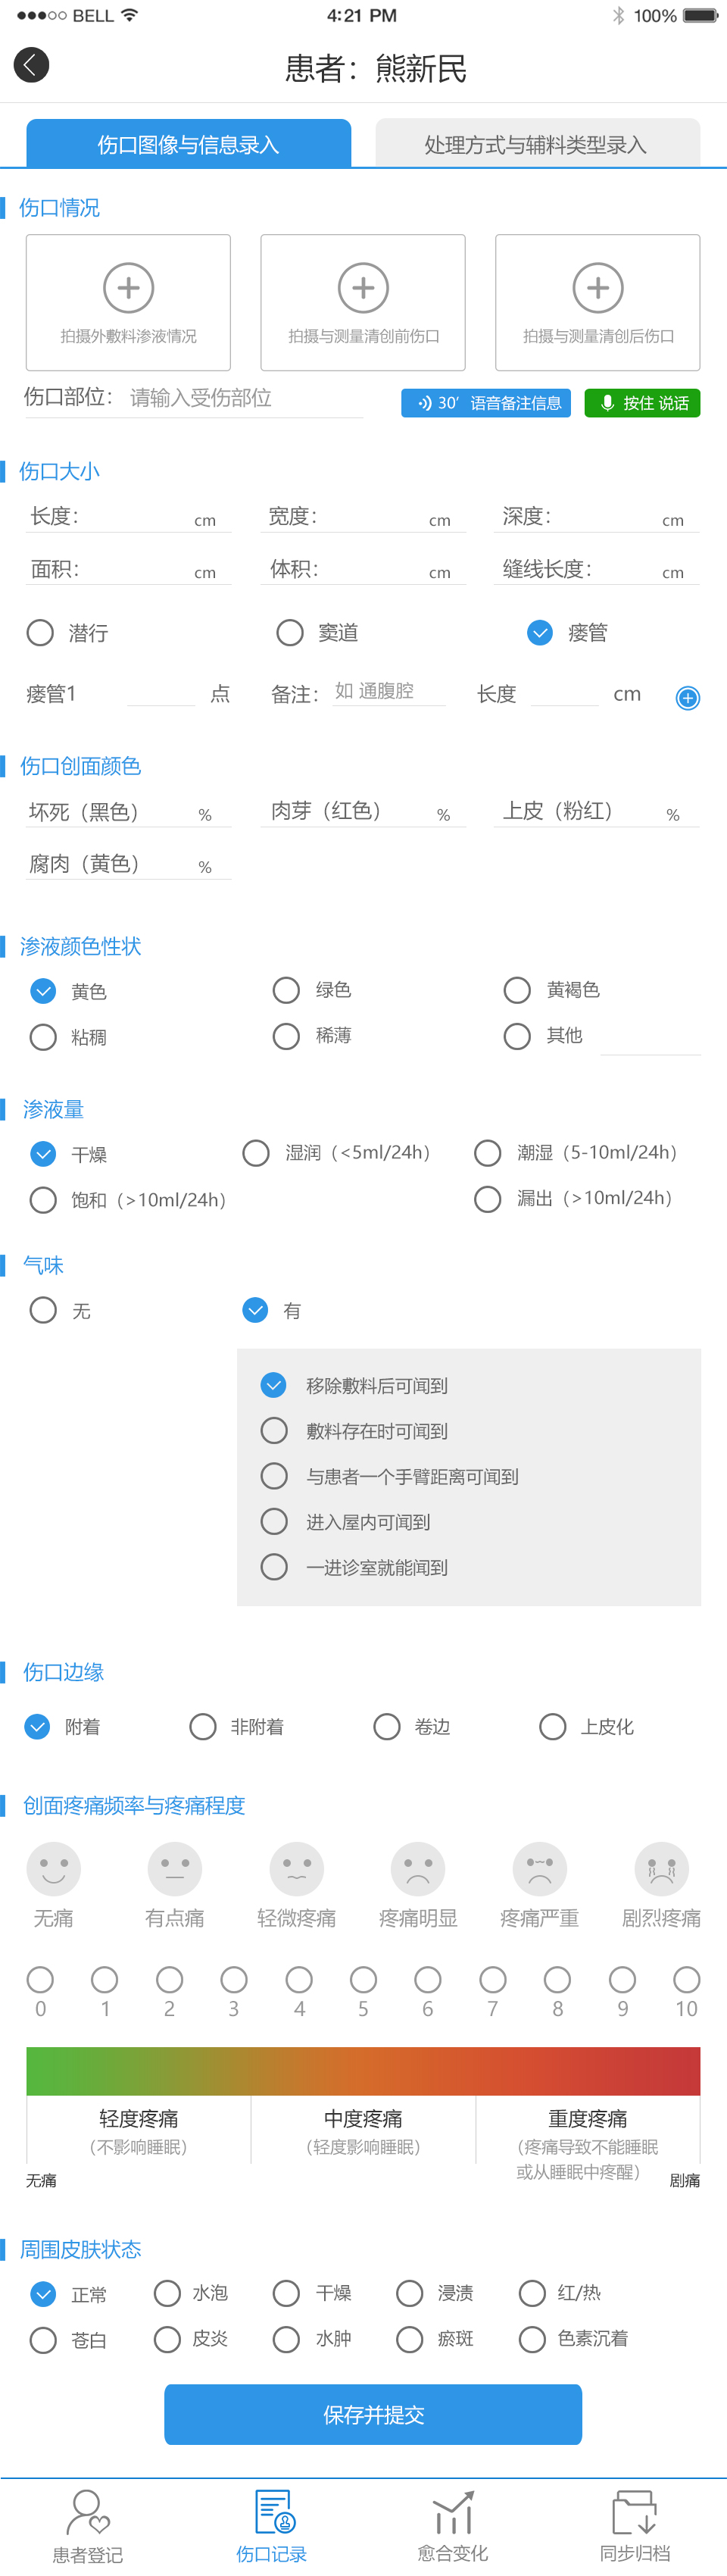 BELL 4:21 PM 100%
患者：熊新民
伤口图像与信息录入 处理方式与辅料类型录入
伤口情况
拍摄外敷料渗液情况 拍摄与测量清创前伤口 拍摄与测量清创后伤口
伤口部位： 请输入受伤部位 30′ 语音备注信息 按住 说话
伤口大小
长度： cm 宽度： cm 深度： cm
面积： cm 体积： cm 缝线长度： cm
潜行 窦道 瘘管
瘘管1 点 备注： 如 通腹腔 长度 cm
伤口创面颜色
坏死（黑色） % 肉芽（红色） % 上皮（粉红） %
腐肉（黄色） %
渗液颜色性状
黄色 绿色 黄褐色
粘稠 稀薄 其他
渗液量
干燥 湿润（<5ml/24h） 潮湿（5-10ml/24h）
饱和（>10ml/24h） 漏出（>10ml/24h）
气味
无 有
移除敷料后可闻到
敷料存在时可闻到
与患者一个手臂距离可闻到
进入屋内可闻到
一进诊室就能闻到
伤口边缘
附着 非附着 卷边 上皮化
创面疼痛频率与疼痛程度
无痛 有点痛 轻微疼痛 疼痛明显 疼痛严重 剧烈疼痛
0 1 2 3 4 5 6 7 8 9 10
轻度疼痛 中度疼痛 重度疼痛
（不影响睡眠） （轻度影响睡眠） （疼痛导致不能睡眠
或从睡眠中疼醒）
无痛 剧痛
周围皮肤状态
正常 水泡 干燥 浸渍 红/热
苍白 皮炎 水肿 瘀斑 色素沉着
保存并提交
患者登记 伤口记录 愈合变化 同步归档